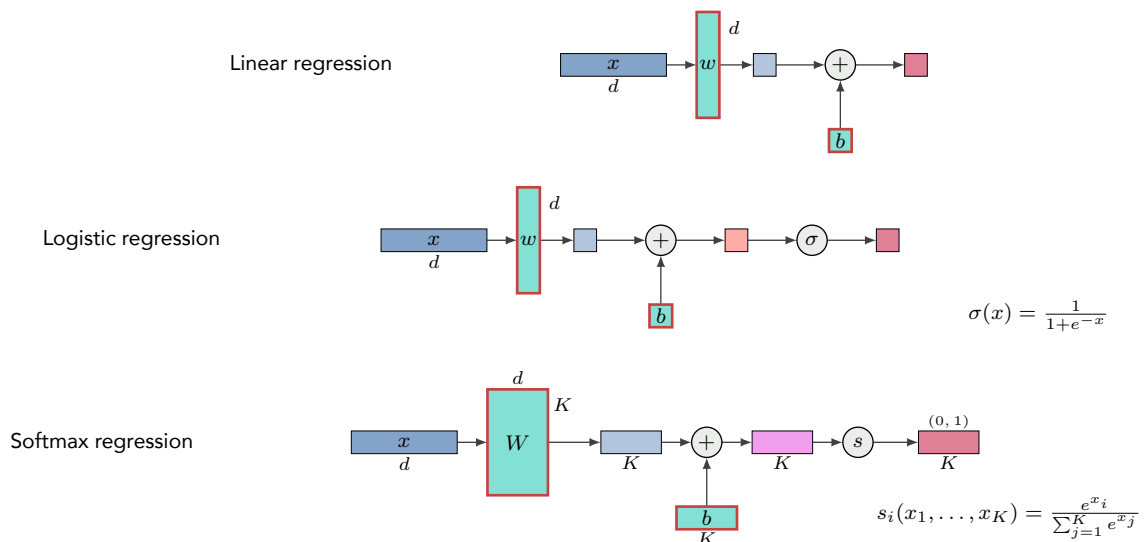 Linear regression
x
d
w
d
+
b
Logistic regression
x
d
w
d
+
σ
b
σ(x) = 1 / (1+e^{-x})
Softmax regression
x
d
d
W
K
K
+
K
s
(0, 1)
K
b
K
s_i(x_1, . . . , x_K) = e^{x_i} / ∑_{j=1}^{K} e^{x_j}